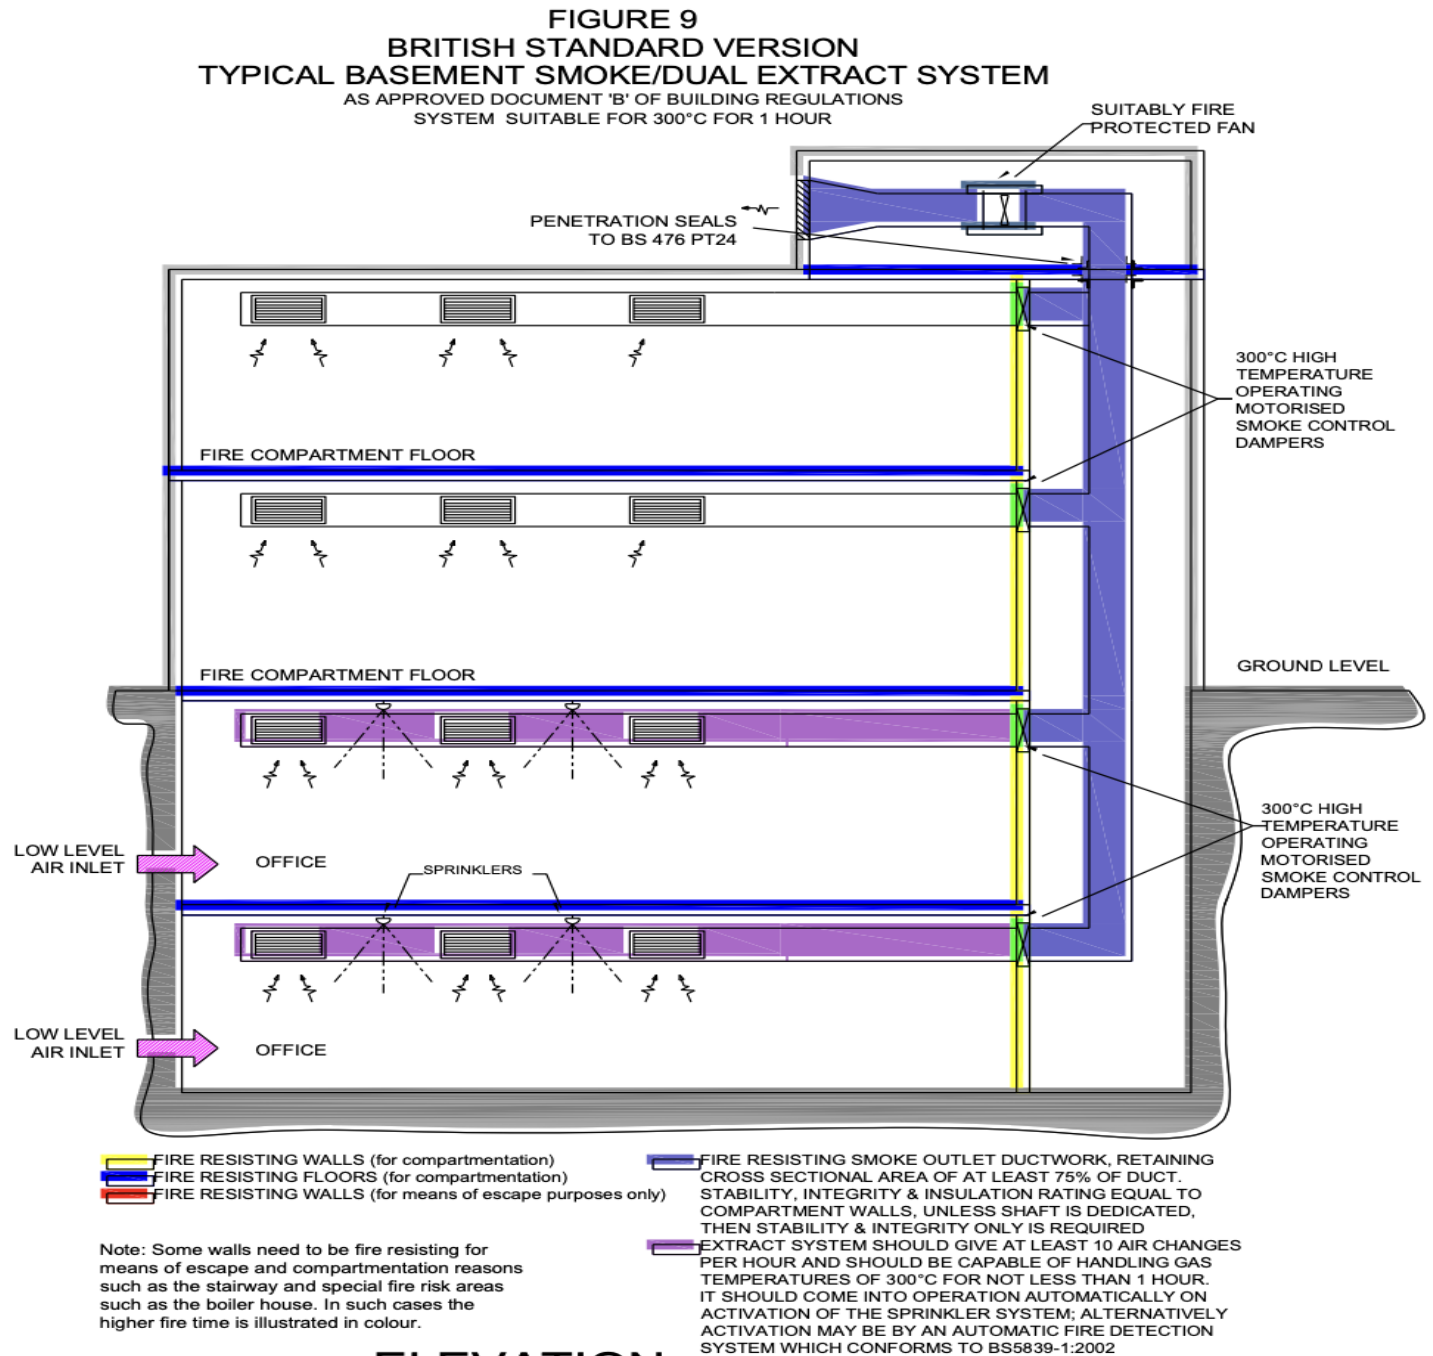 FIGURE 9
BRITISH STANDARD VERSION
TYPICAL BASEMENT SMOKE/DUAL EXTRACT SYSTEM
AS APPROVED DOCUMENT 'B' OF BUILDING REGULATIONS
SYSTEM SUITABLE FOR 300°C FOR 1 HOUR
SUITABLY FIRE
PROTECTED FAN
PENETRATION SEALS
TO BS 476 PT24
300°C HIGH
TEMPERATURE
OPERATING
MOTORISED
SMOKE CONTROL
DAMPERS
FIRE COMPARTMENT FLOOR
FIRE COMPARTMENT FLOOR
GROUND LEVEL
300°C HIGH
TEMPERATURE
OPERATING
MOTORISED
SMOKE CONTROL
DAMPERS
LOW LEVEL
AIR INLET
OFFICE
SPRINKLERS
LOW LEVEL
AIR INLET
OFFICE
FIRE RESISTING WALLS (for compartmentation)
FIRE RESISTING FLOORS (for compartmentation)
FIRE RESISTING WALLS (for means of escape purposes only)
Note: Some walls need to be fire resisting for
means of escape and compartmentation reasons
such as the stairway and special fire risk areas
such as the boiler house. In such cases the
higher fire time is illustrated in colour.
FIRE RESISTING SMOKE OUTLET DUCTWORK, RETAINING
CROSS SECTIONAL AREA OF AT LEAST 75% OF DUCT.
STABILITY, INTEGRITY & INSULATION RATING EQUAL TO
COMPARTMENT WALLS, UNLESS SHAFT IS DEDICATED,
THEN STABILITY & INTEGRITY ONLY IS REQUIRED
EXTRACT SYSTEM SHOULD GIVE AT LEAST 10 AIR CHANGES
PER HOUR AND SHOULD BE CAPABLE OF HANDLING GAS
TEMPERATURES OF 300°C FOR NOT LESS THAN 1 HOUR.
IT SHOULD COME INTO OPERATION AUTOMATICALLY ON
ACTIVATION OF THE SPRINKLER SYSTEM; ALTERNATIVELY
ACTIVATION MAY BE BY AN AUTOMATIC FIRE DETECTION
SYSTEM WHICH CONFORMS TO BS5839-1:2002
ELEVATION